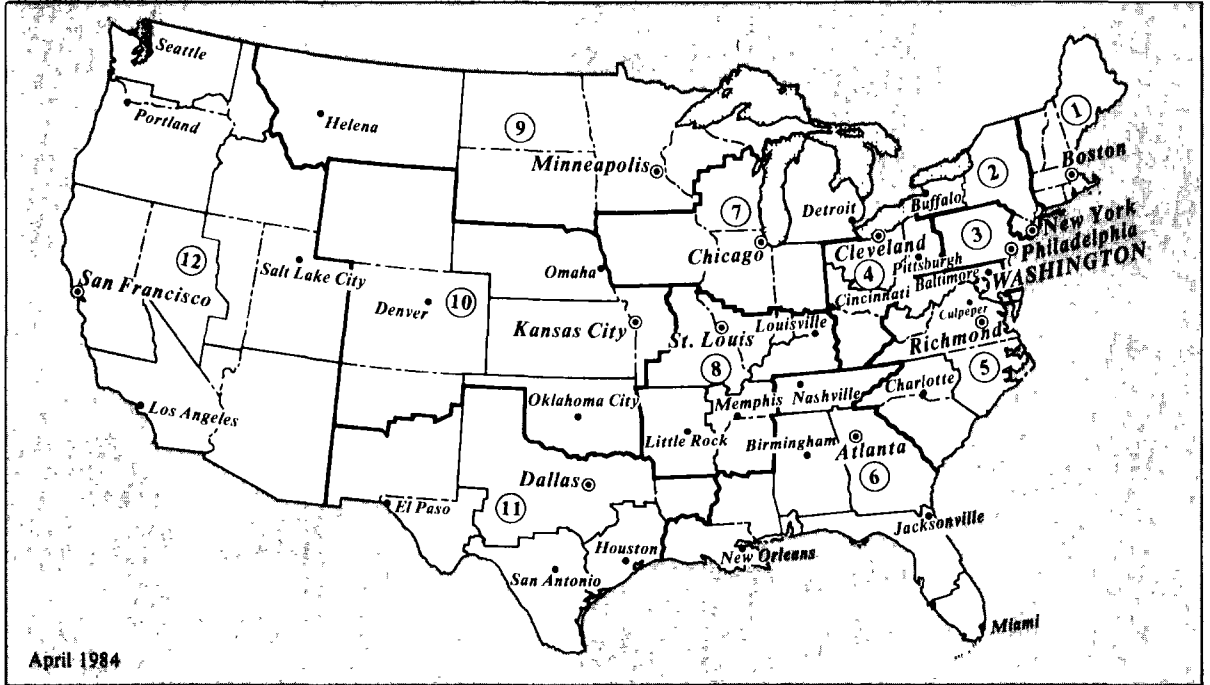 Seattle
Portland
Helena
9
Minneapolis
1
Boston
2
Buffalo
Detroit
7
Chicago
Cleveland
3
New York
Philadelphia
WASHINGTON
4
Pittsburgh
Baltimore
Cincinnati
Culpeper
Richmond
5
12
San Francisco
Salt Lake City
Omaha
Denver
10
Kansas City
St. Louis
Louisville
8
Los Angeles
Oklahoma City
Memphis
Nashville
Charlotte
Little Rock
Birmingham
Atlanta
6
Dallas
11
El Paso
Houston
San Antonio
New Orleans
Jacksonville
Miami
April 1984